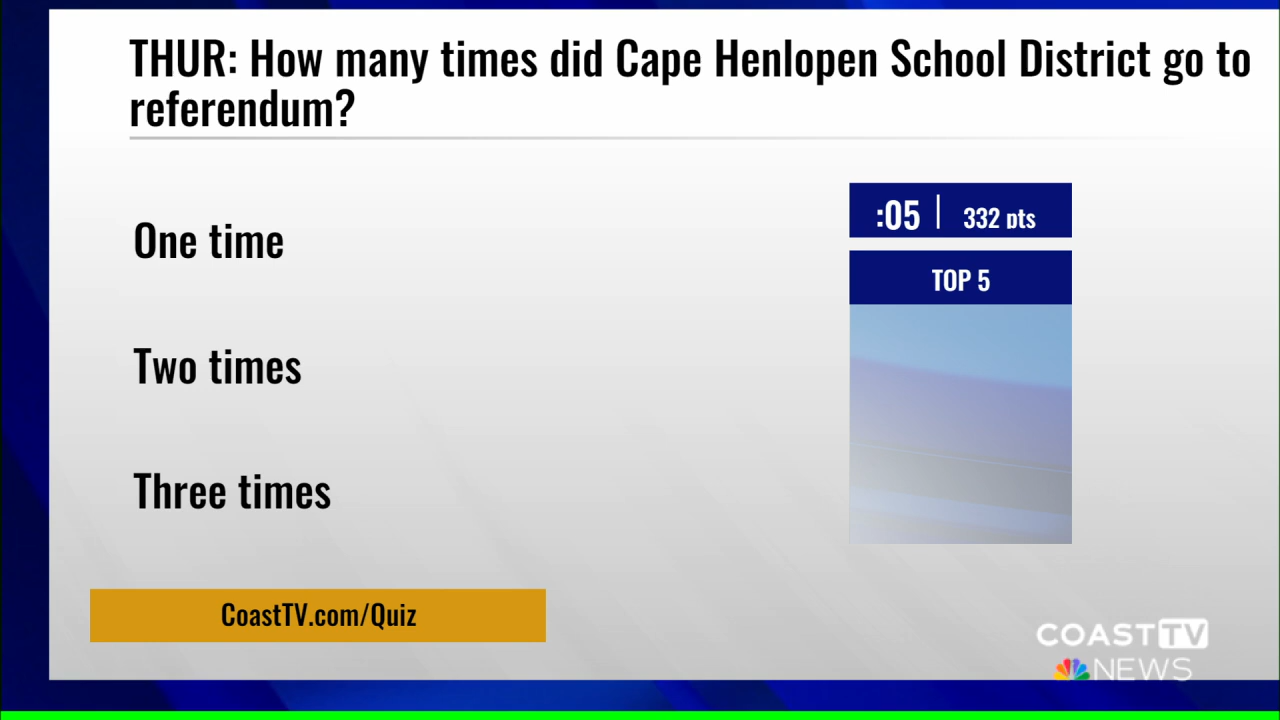 THUR: How many times did Cape Henlopen School District go to
referendum?
One time
Two times
Three times
:05 | 332 pts
TOP 5
CoastTV.com/Quiz
COAST TV
NEWS